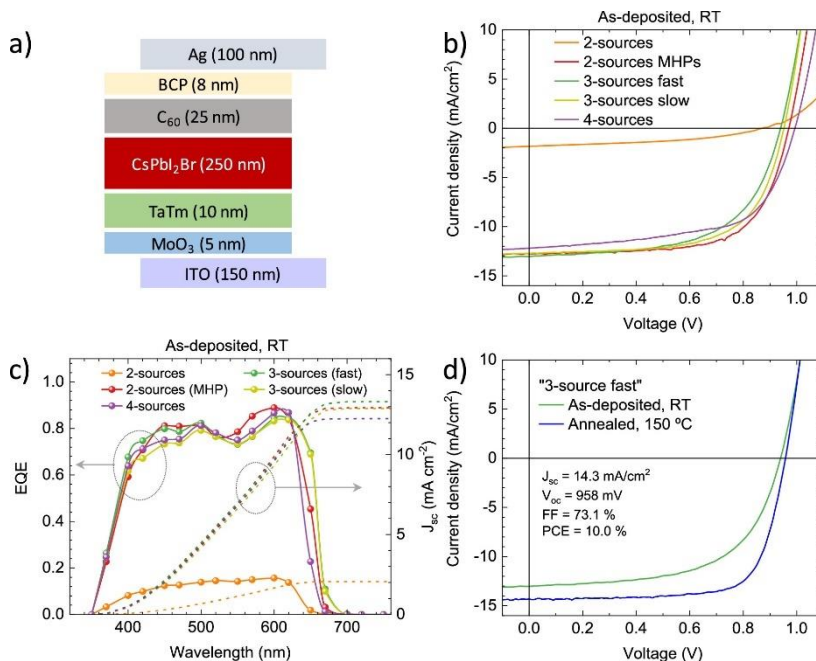 a)
Ag (100 nm)
BCP (8 nm)
C₆₀ (25 nm)
CsPbI₂Br (250 nm)
TaTm (10 nm)
MoO₃ (5 nm)
ITO (150 nm)
b)
As-deposited, RT
2-sources
2-sources MHPs
3-sources fast
3-sources slow
4-sources
10
5
0
-5
-10
-15
0.0 0.2 0.4 0.6 0.8 1.0
Current density (mA/cm²)
Voltage (V)
c)
As-deposited, RT
2-sources
3-sources (fast)
2-sources (MHP)
3-sources (slow)
4-sources
1.0
0.8
0.6
0.4
0.2
0.0
EQE
15
10
5
0
J_sc (mA cm⁻²)
400 500 600 700
Wavelength (nm)
d)
"3-source fast"
As-deposited, RT
Annealed, 150 ºC
J_sc = 14.3 mA/cm²
V_oc = 958 mV
FF = 73.1 %
PCE = 10.0 %
10
5
0
-5
-10
-15
0.0 0.2 0.4 0.6 0.8 1.0
Current density (mA/cm²)
Voltage (V)